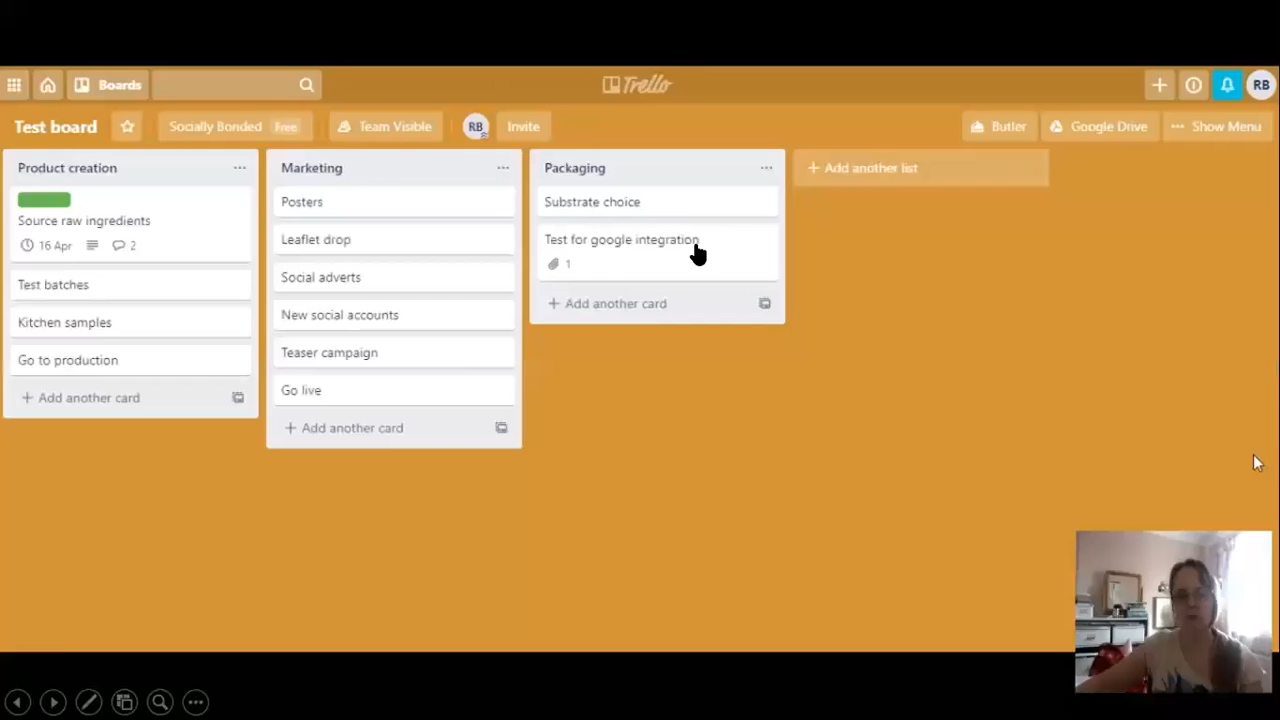 Boards
Trello
RB
Test board
Socially Bonded Free
Team Visible
RB
Invite
Butler
Google Drive
Show Menu
Product creation
Source raw ingredients
16 Apr
2
Test batches
Kitchen samples
Go to production
+ Add another card
Marketing
Posters
Leaflet drop
Social adverts
New social accounts
Teaser campaign
Go live
+ Add another card
Packaging
Substrate choice
Test for google integration
1
+ Add another card
+ Add another list